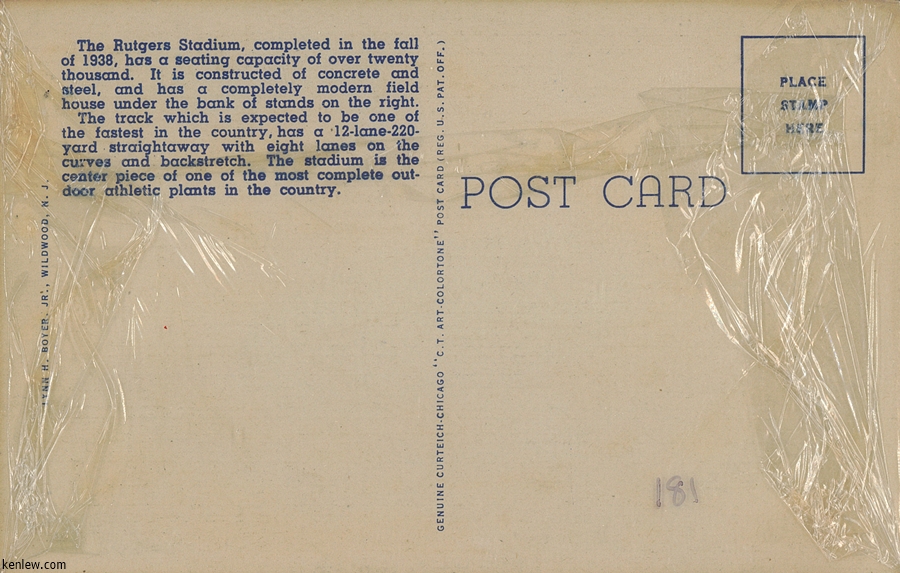 The Rutgers Stadium, completed in the fall
of 1938, has a seating capacity of over twenty
thousand. It is constructed of concrete and
steel, and has a completely modern field
house under the bank of stands on the right.
The track which is expected to be one of
the fastest in the country, has a 12-lane-220-
yard straightaway with eight lanes on the
curves and backstretch. The stadium is the
center piece of one of the most complete out-
door athletic plants in the country.
LYNN H. BOYER, JR., WILDWOOD, N. J.
GENUINE CURTEICH-CHICAGO "C.T. ART-COLORTONE" POST CARD (REG. U.S. PAT. OFF.)
POST CARD
PLACE
STAMP
HERE
181
kenlew.com